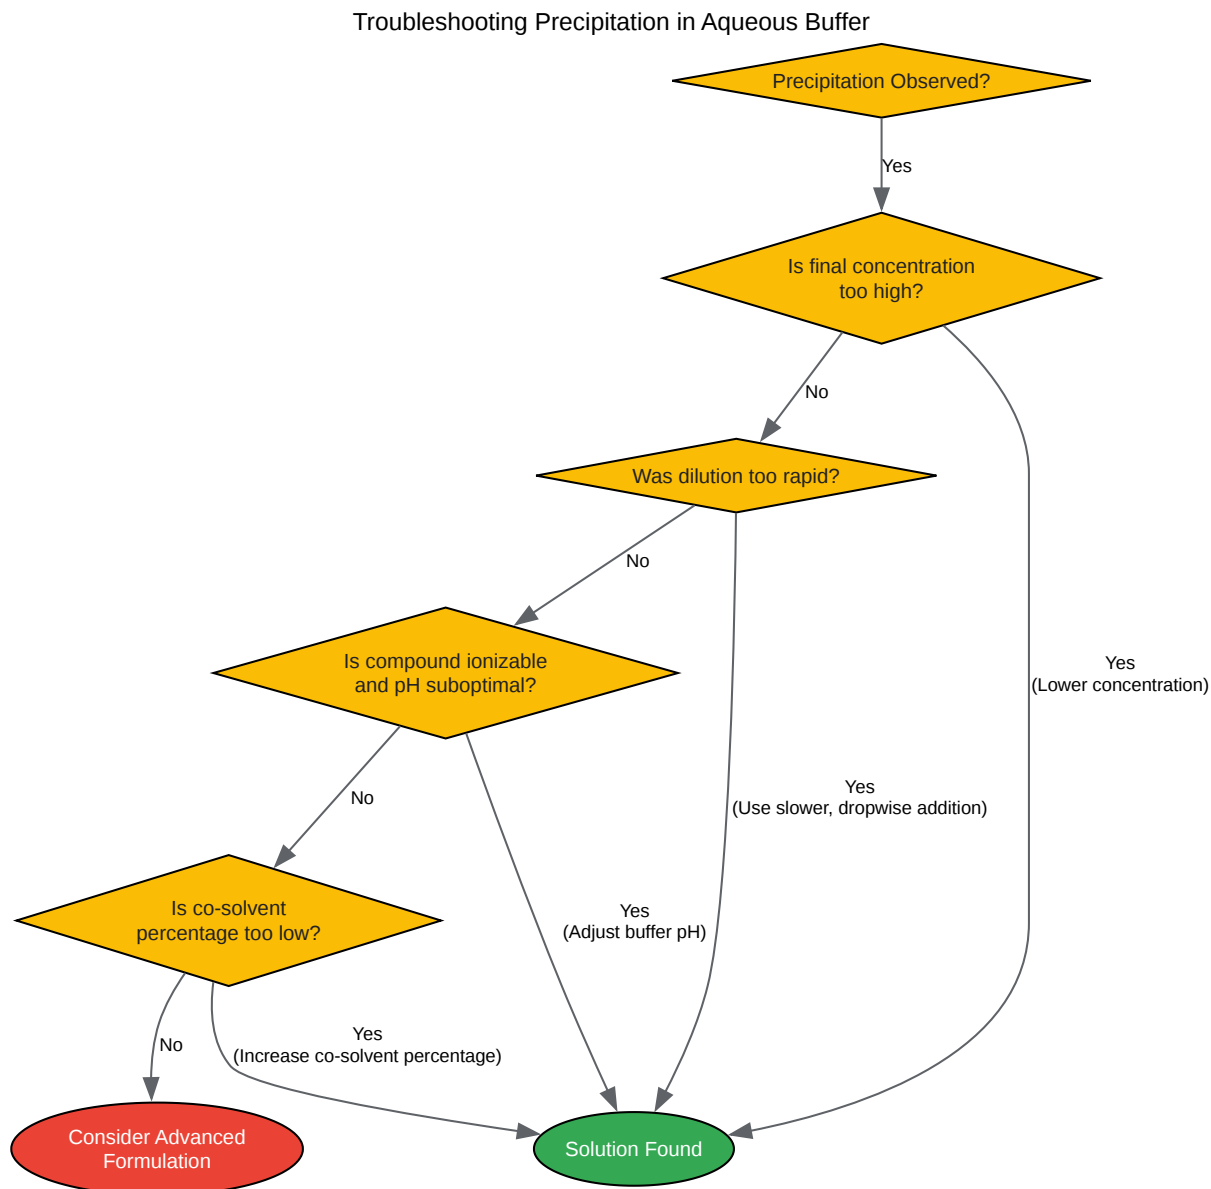 Troubleshooting Precipitation in Aqueous Buffer
Precipitation Observed?
Yes
Is final concentration
too high?
No
Was dilution too rapid?
No
Is compound ionizable
and pH suboptimal?
Yes
(Lower concentration)
No
Yes
(Use slower, dropwise addition)
Is co-solvent
percentage too low?
Yes
(Adjust buffer pH)
No
Yes
(Increase co-solvent percentage)
Consider Advanced
Formulation
Solution Found